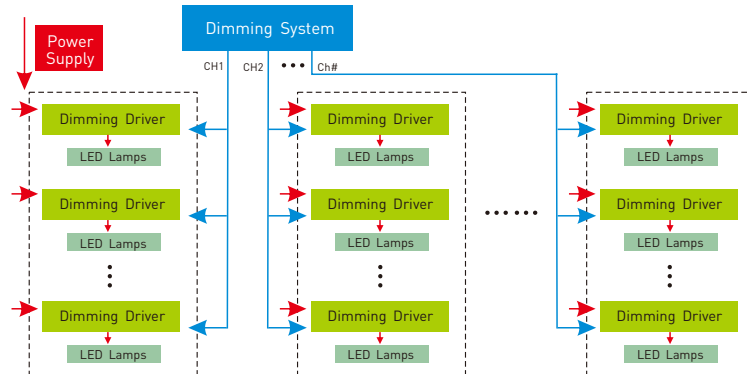 Dimming System
Power
Supply
CH1
CH2
Ch#
Dimming Driver
Dimming Driver
Dimming Driver
LED Lamps
LED Lamps
LED Lamps
Dimming Driver
Dimming Driver
Dimming Driver
LED Lamps
LED Lamps
LED Lamps
Dimming Driver
Dimming Driver
Dimming Driver
LED Lamps
LED Lamps
LED Lamps